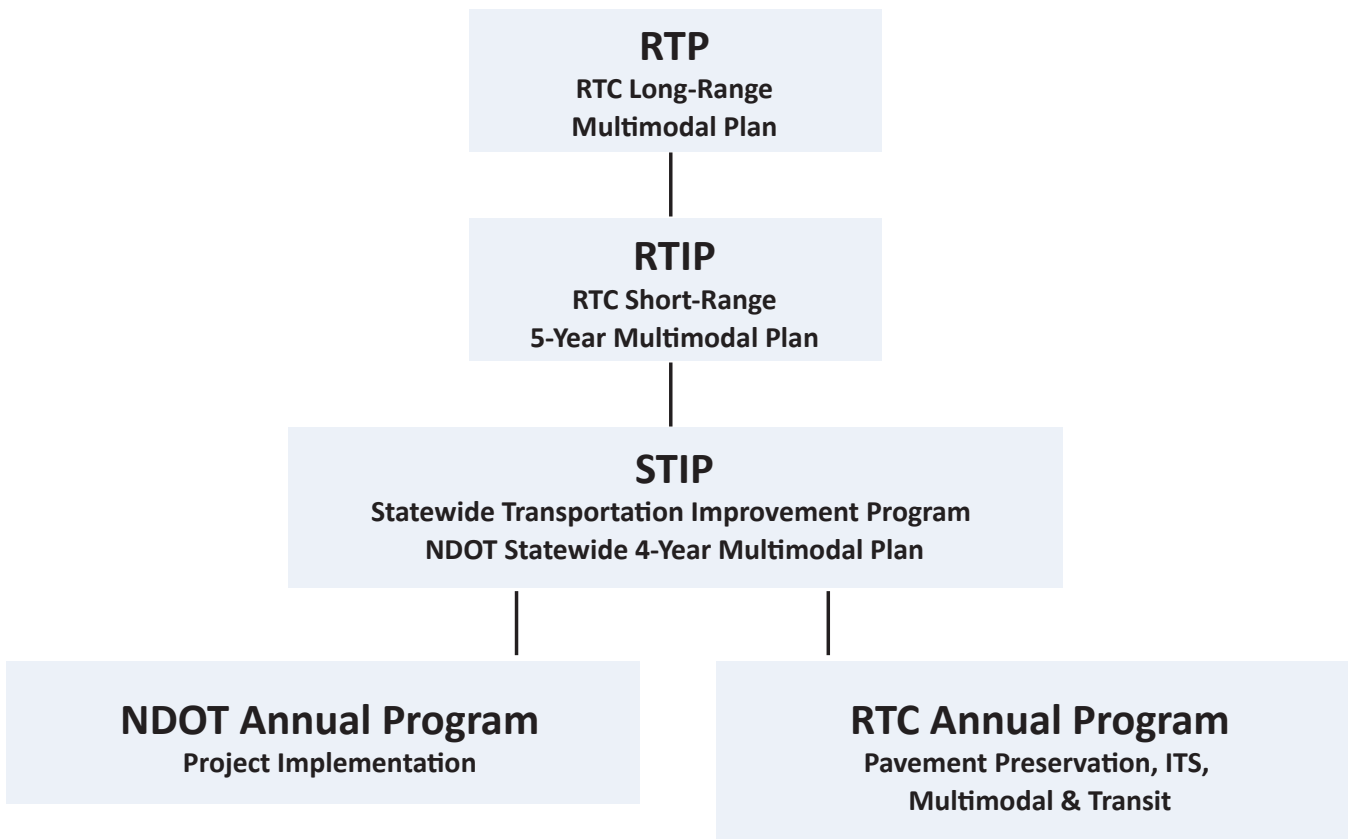 RTP
RTC Long-Range
Multimodal Plan
RTIP
RTC Short-Range
5-Year Multimodal Plan
STIP
Statewide Transportation Improvement Program
NDOT Statewide 4-Year Multimodal Plan
NDOT Annual Program
Project Implementation
RTC Annual Program
Pavement Preservation, ITS,
Multimodal & Transit